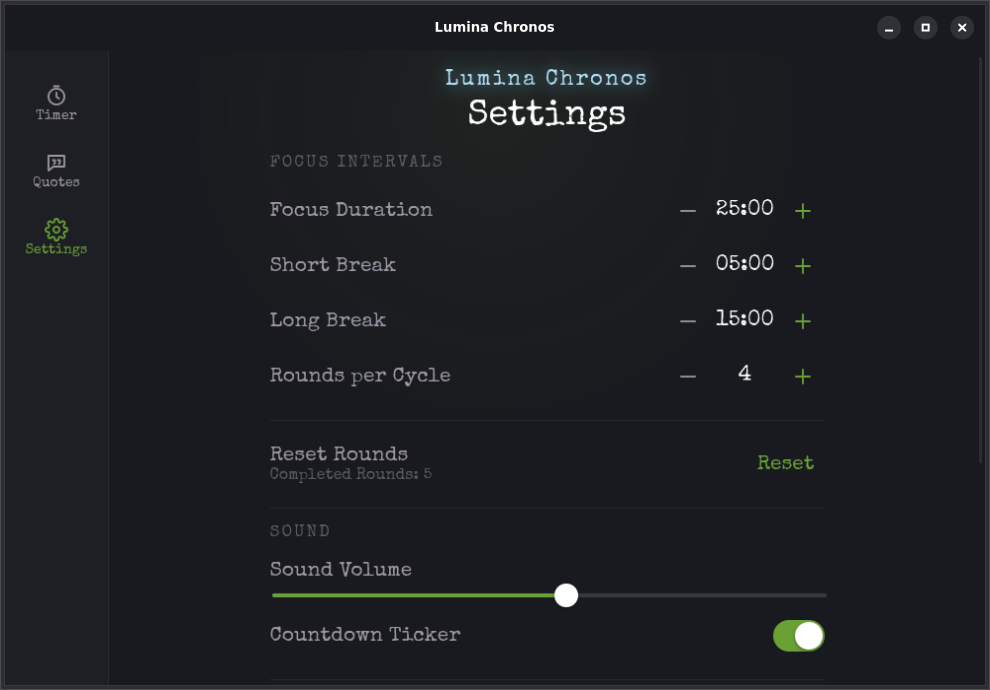 Lumina Chronos
Timer
Quotes
Settings
Lumina Chronos
Settings
FOCUS INTERVALS
Focus Duration — 25:00 +
Short Break — 05:00 +
Long Break — 15:00 +
Rounds per Cycle — 4 +
Reset Rounds
Completed Rounds: 5
Reset
SOUND
Sound Volume
Countdown Ticker